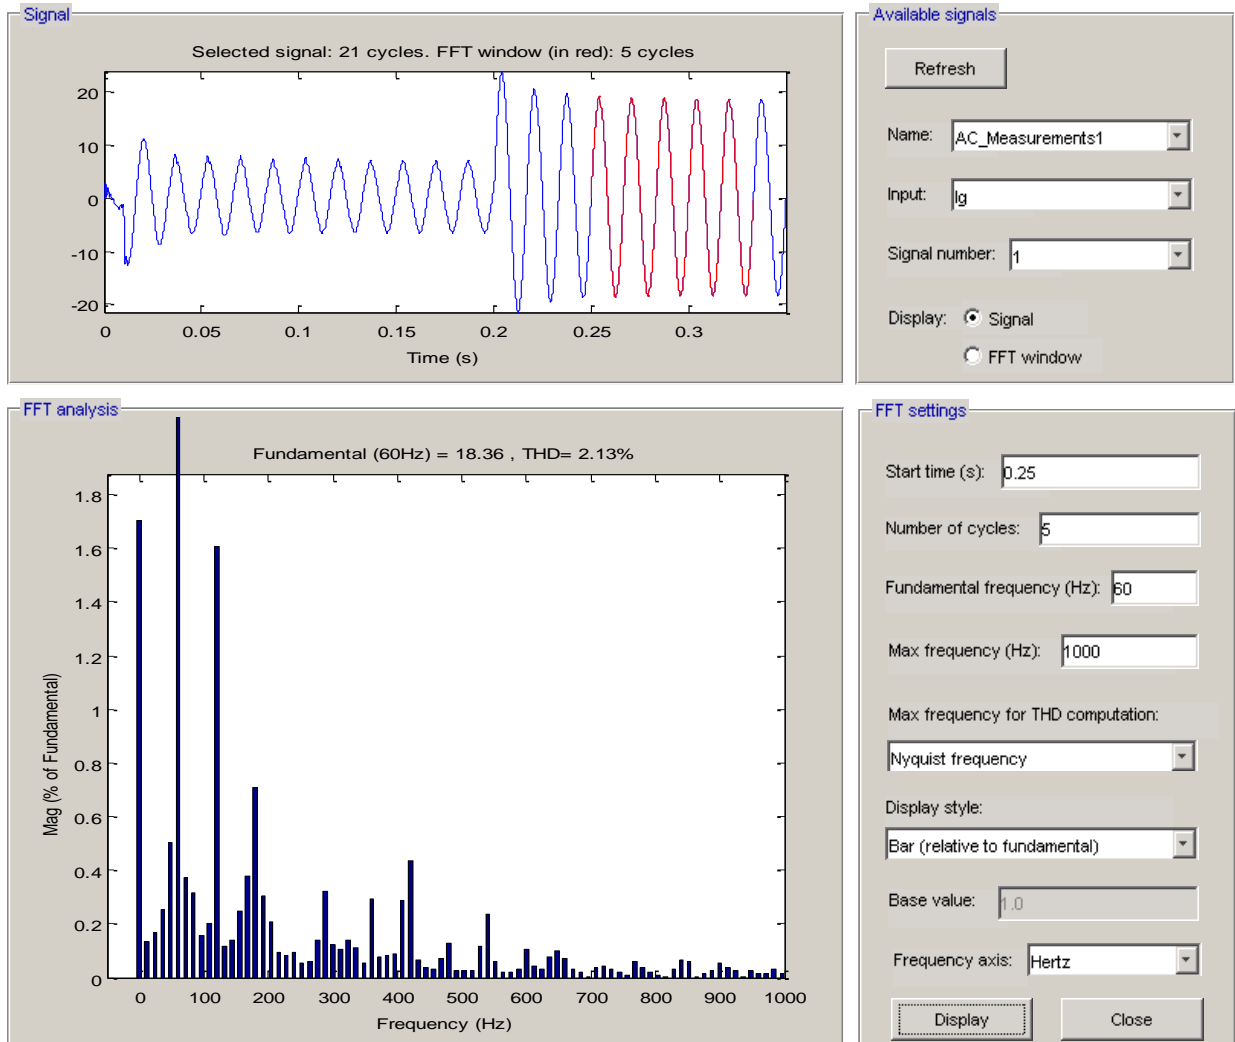 Signal
Selected signal: 21 cycles. FFT window (in red): 5 cycles
20
10
0
-10
-20
0
0.05
0.1
0.15
0.2
0.25
0.3
Time (s)
Available signals
Refresh
Name:
AC_Measurements1
Input:
Ig
Signal number:
1
Display:
Signal
FFT window
FFT analysis
Fundamental (60Hz) = 18.36 , THD= 2.13%
Mag (% of Fundamental)
1.8
1.6
1.4
1.2
1
0.8
0.6
0.4
0.2
0
0
100
200
300
400
500
600
700
800
900
1000
Frequency (Hz)
FFT settings
Start time (s):
0.25
Number of cycles:
5
Fundamental frequency (Hz):
60
Max frequency (Hz):
1000
Max frequency for THD computation:
Nyquist frequency
Display style:
Bar (relative to fundamental)
Base value:
1.0
Frequency axis:
Hertz
Display
Close